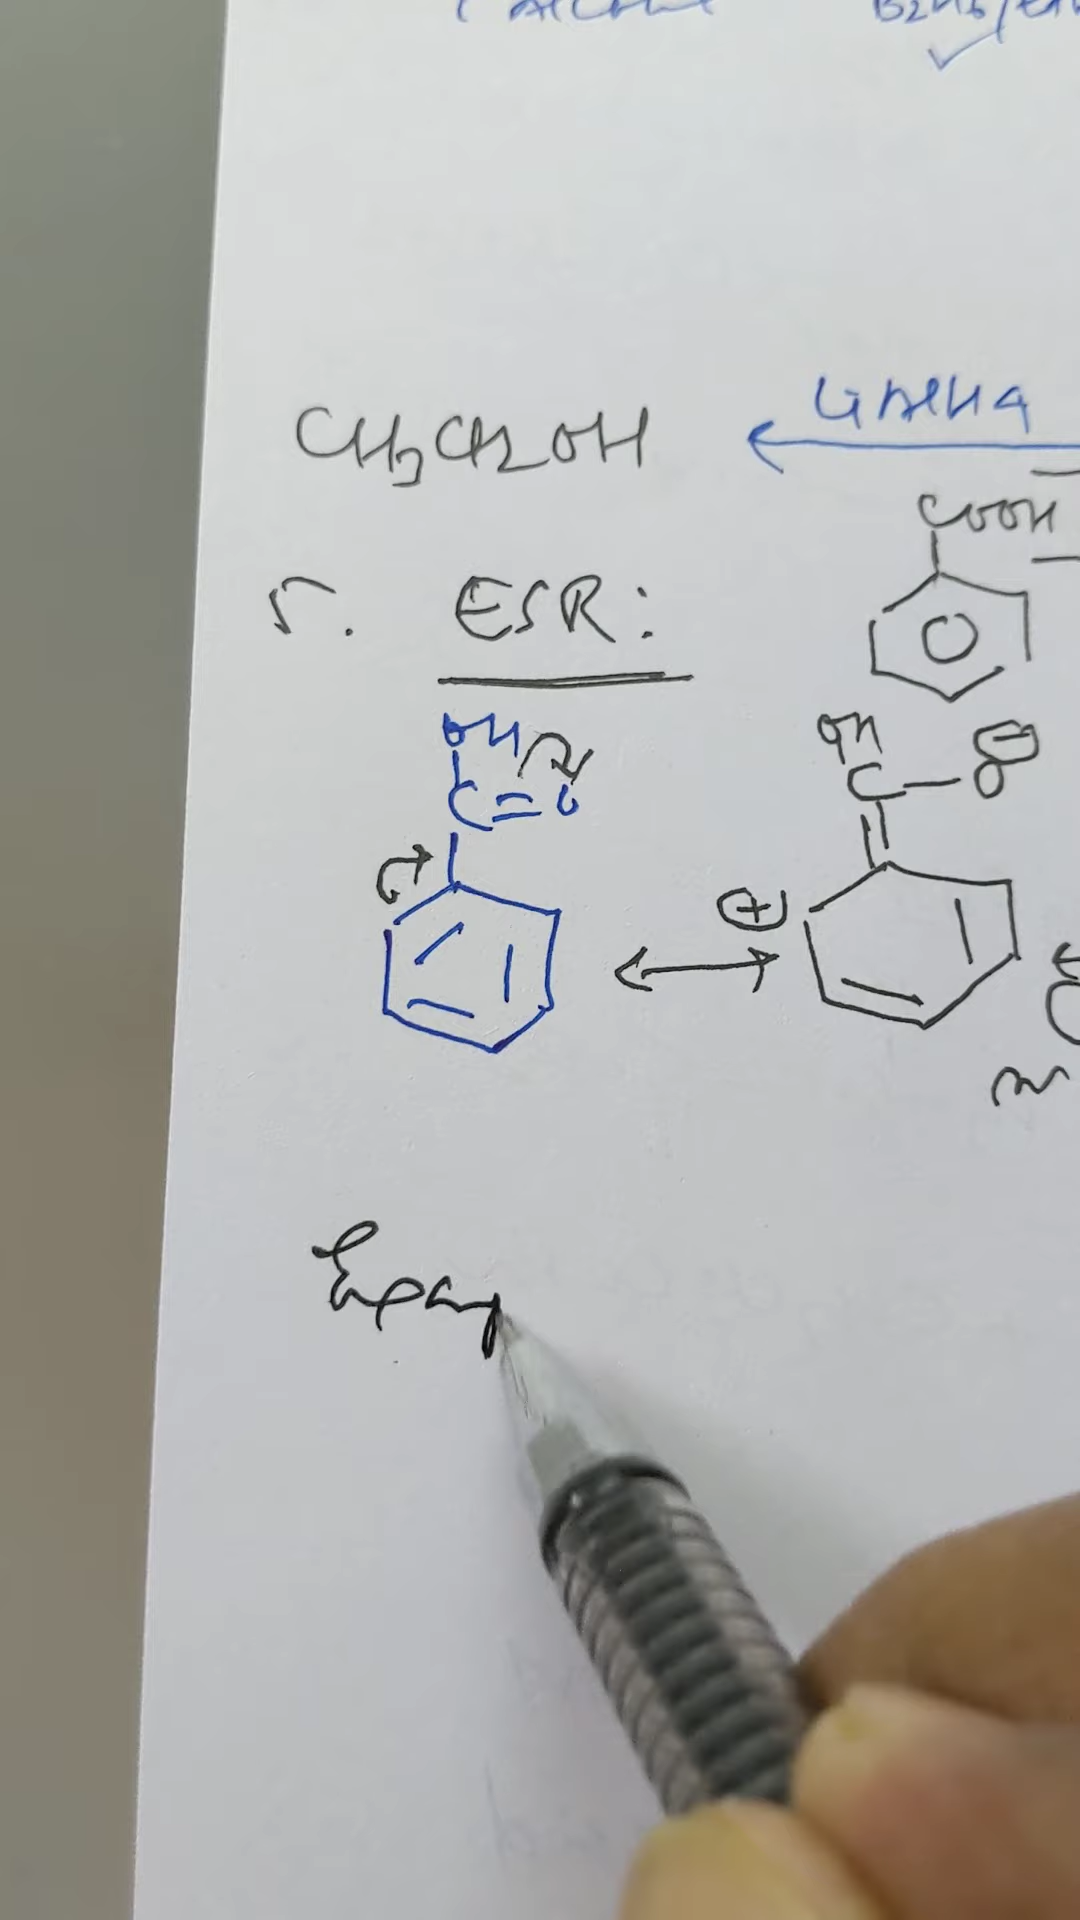 CH3CH2OH
LiAlH4
COOH
5. ESR:
OH
C=O
OH
C—O
⊖
⊕